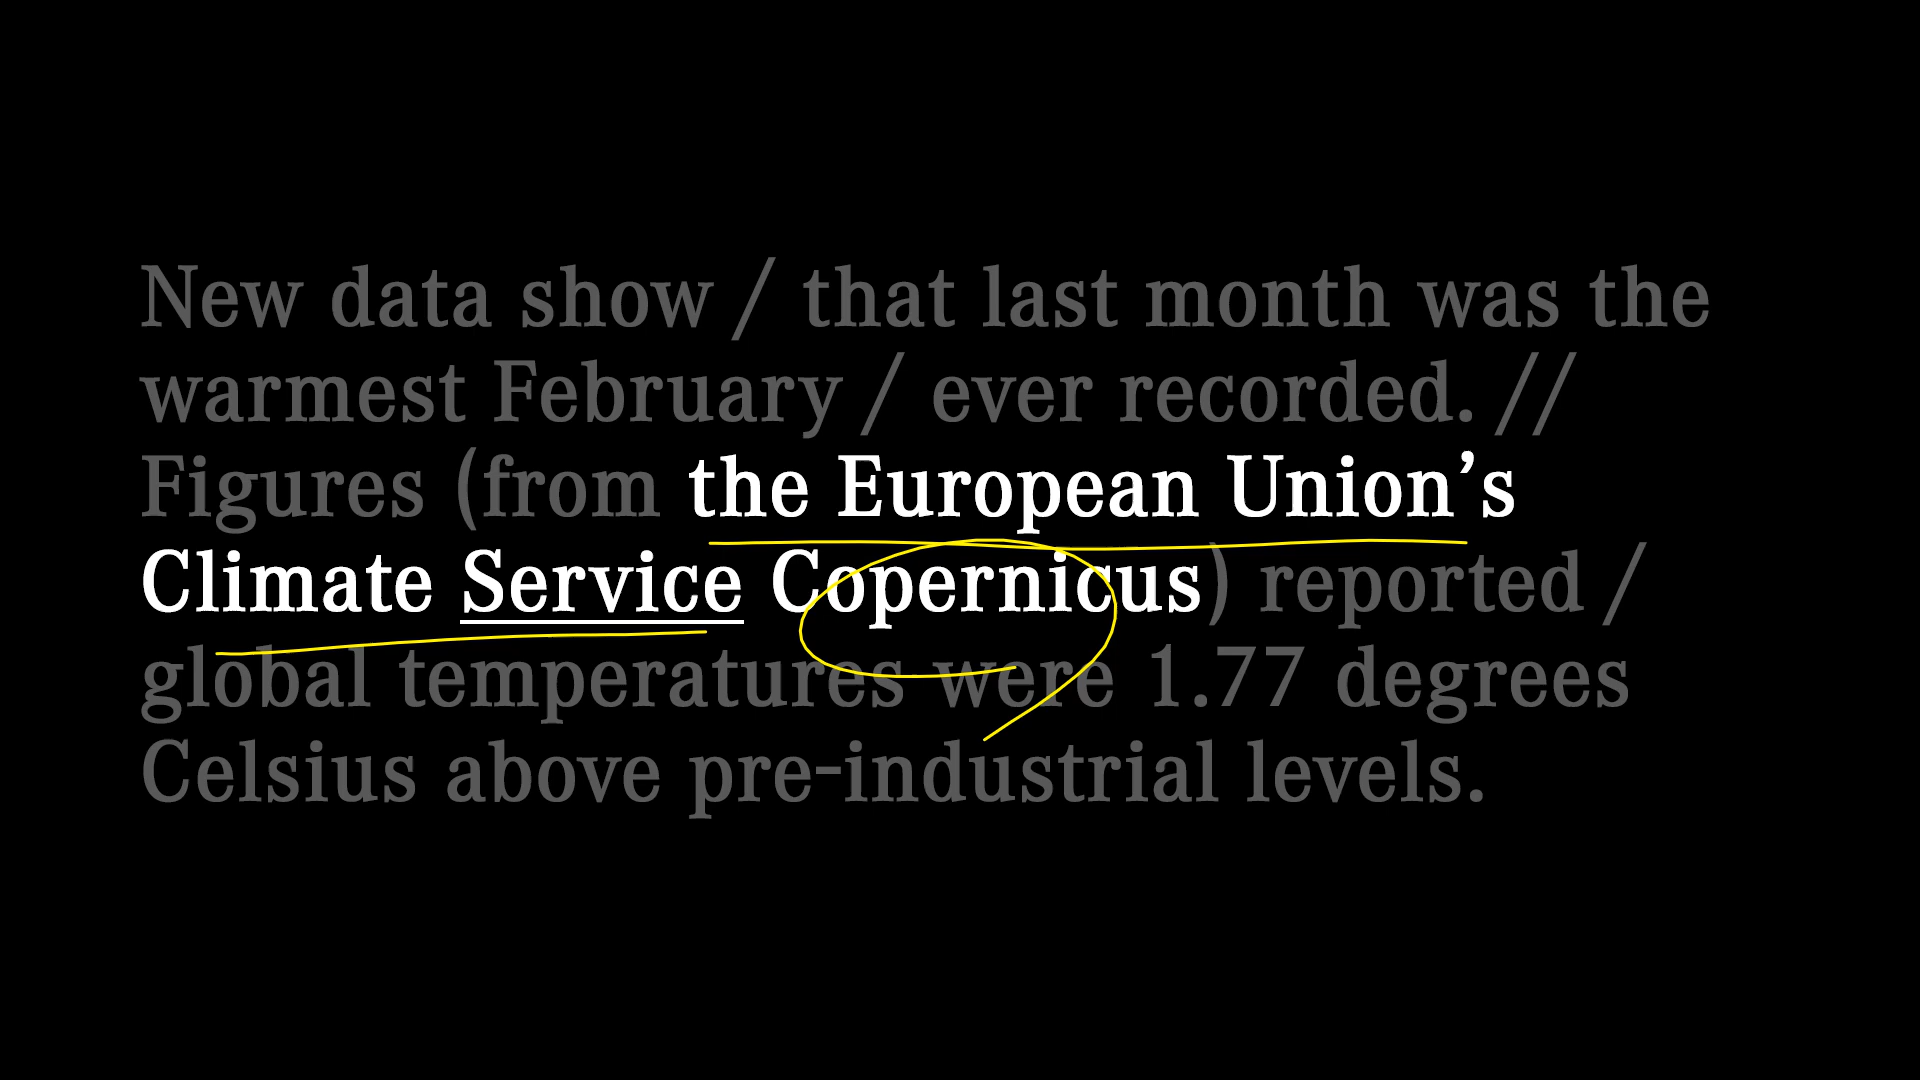 New data show / that last month was the
warmest February / ever recorded. //
Figures (from the European Union’s
Climate Service Copernicus) reported /
global temperatures were 1.77 degrees
Celsius above pre-industrial levels.